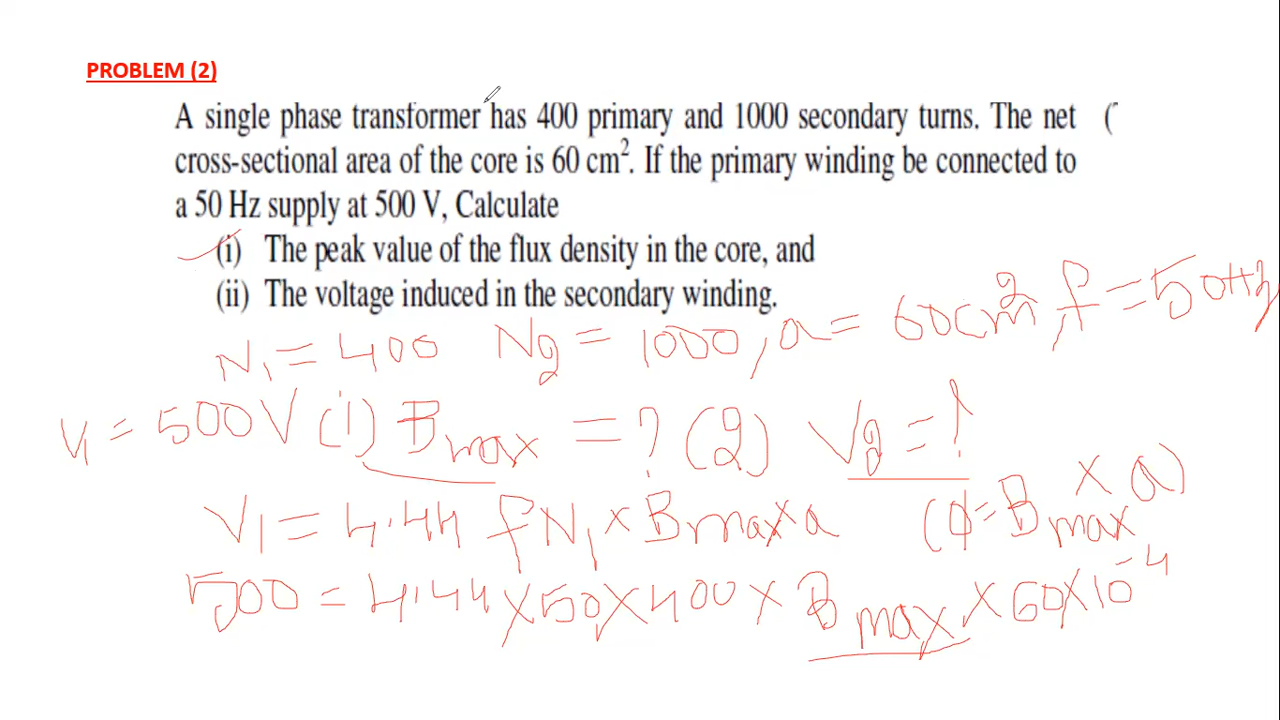 PROBLEM (2)
A single phase transformer has 400 primary and 1000 secondary turns. The net (
cross-sectional area of the core is 60 cm². If the primary winding be connected to
a 50 Hz supply at 500 V, Calculate
(i) The peak value of the flux density in the core, and
(ii) The voltage induced in the secondary winding.
N₁ = 400 N₂ = 1000, a = 60cm², f = 50Hz
V₁ = 500V (i) Bmax = ? (2) V₂ = ?
V₁ = 4.44 f N₁ × Bmax × a (ϕ = Bmax × a)
500 = 4.44 × 50 × 400 × Bmax × 60 × 10⁻⁴